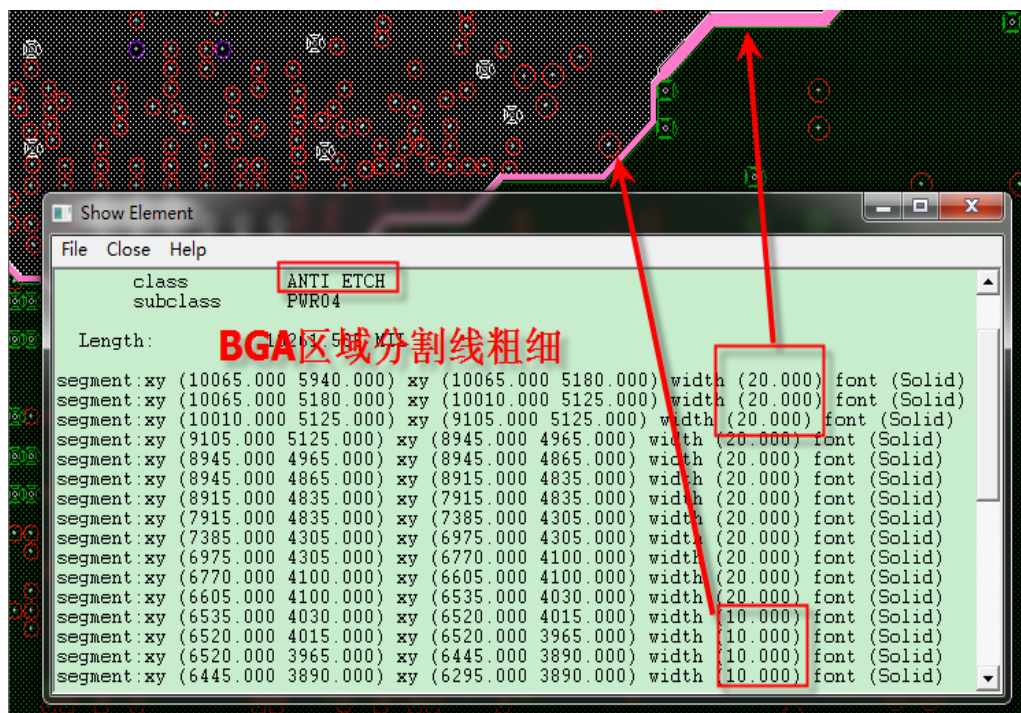 Show Element
File Close Help
class ANTI ETCH
subclass PWR04
Length: MIL
BGA区域分割线粗细
segment:xy (10065.000 5940.000) xy (10065.000 5180.000) width (20.000) font (Solid)
segment:xy (10065.000 5180.000) xy (10010.000 5125.000) width (20.000) font (Solid)
segment:xy (10010.000 5125.000) xy (9105.000 5125.000) width (20.000) font (Solid)
segment:xy (9105.000 5125.000) xy (8945.000 4965.000) width (20.000) font (Solid)
segment:xy (8945.000 4965.000) xy (8945.000 4865.000) width (20.000) font (Solid)
segment:xy (8945.000 4865.000) xy (8915.000 4835.000) width (20.000) font (Solid)
segment:xy (8915.000 4835.000) xy (7915.000 4835.000) width (20.000) font (Solid)
segment:xy (7915.000 4835.000) xy (7385.000 4305.000) width (20.000) font (Solid)
segment:xy (7385.000 4305.000) xy (6975.000 4305.000) width (20.000) font (Solid)
segment:xy (6975.000 4305.000) xy (6770.000 4100.000) width (20.000) font (Solid)
segment:xy (6770.000 4100.000) xy (6605.000 4100.000) width (20.000) font (Solid)
segment:xy (6605.000 4100.000) xy (6535.000 4030.000) width (20.000) font (Solid)
segment:xy (6535.000 4030.000) xy (6520.000 4015.000) width (10.000) font (Solid)
segment:xy (6520.000 4015.000) xy (6520.000 3965.000) width (10.000) font (Solid)
segment:xy (6520.000 3965.000) xy (6445.000 3890.000) width (10.000) font (Solid)
segment:xy (6445.000 3890.000) xy (6295.000 3890.000) width (10.000) font (Solid)